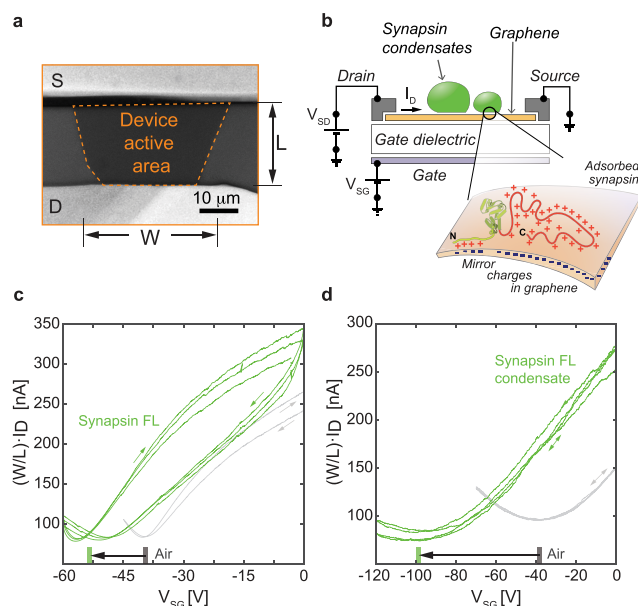 a
S
Device
active
area
D
10 µm
L
W
b
Synapsin
condensates
Graphene
Drain
I_D
Source
V_SD
Gate dielectric
Gate
V_SG
Adsorbed
synapsin
N
C
Mirror
charges
in graphene
c
(W/L)·I_D [nA]
350
300
250
200
150
100
Synapsin FL
Air
-60
-45
-30
-15
0
V_SG [V]
d
(W/L)·I_D [nA]
300
250
200
150
100
50
Synapsin FL
condensate
Air
-120
-100
-80
-60
-40
-20
0
V_SG [V]